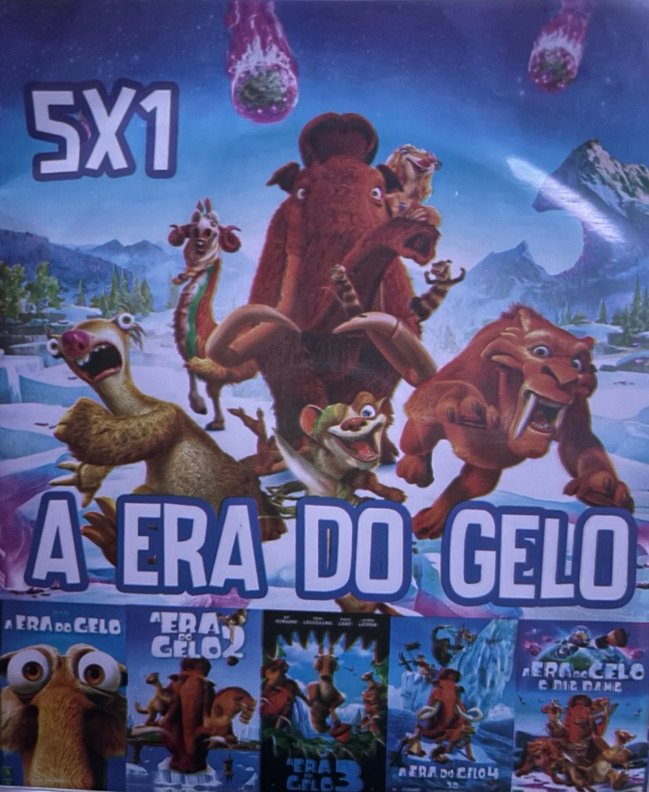 5X1
A ERA DO GELO
A ERA DO GELO
A ERA
DO
GELO 2
A ERA DO
GELO 3
A ERA DO GELO 4
A ERA DO GELO
O BIG BANG